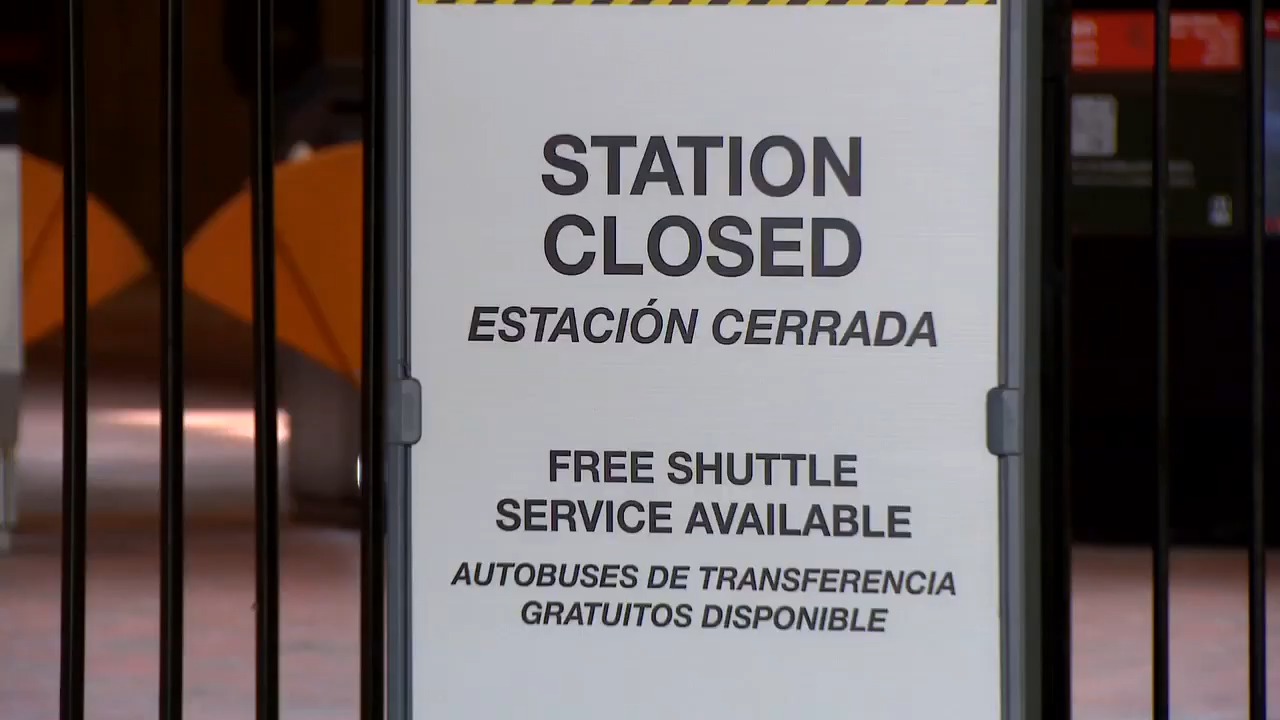 STATION
CLOSED
ESTACIÓN CERRADA
FREE SHUTTLE
SERVICE AVAILABLE
AUTOBUSES DE TRANSFERENCIA
GRATUITOS DISPONIBLE